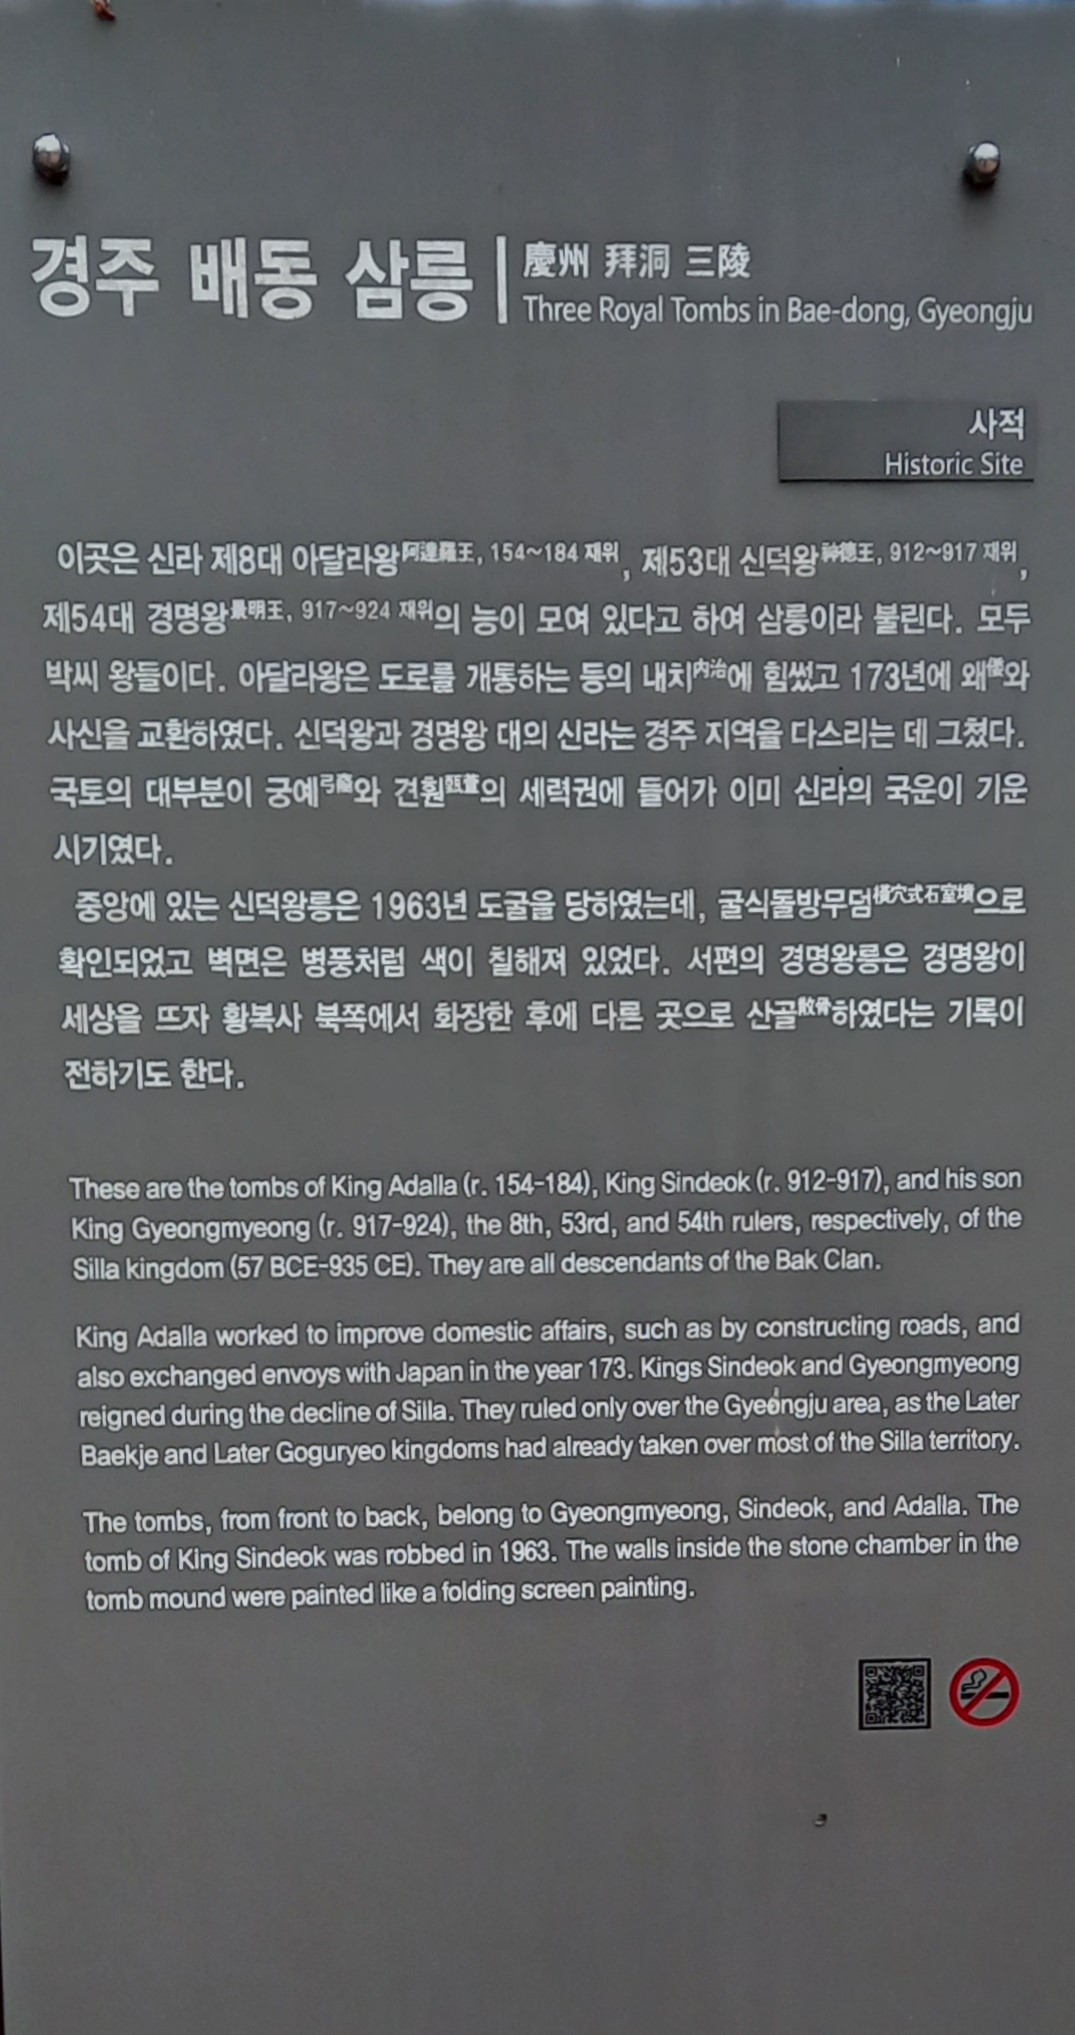 경주 배동 삼릉
慶州 拜洞 三陵
Three Royal Tombs in Bae-dong, Gyeongju
사적
Historic Site
이곳은 신라 제8대 아달라왕阿達羅王, 154~184 재위, 제53대 신덕왕神德王, 912~917 재위,
제54대 경명왕景明王, 917~924 재위의 능이 모여 있다고 하여 삼릉이라 불린다. 모두
박씨 왕들이다. 아달라왕은 도로를 개통하는 등의 내치内治에 힘썼고 173년에 왜倭와
사신을 교환하였다. 신덕왕과 경명왕 대의 신라는 경주 지역을 다스리는 데 그쳤다.
국토의 대부분이 궁예弓裔와 견훤甄萱의 세력권에 들어가 이미 신라의 국운이 기운
시기였다.
중앙에 있는 신덕왕릉은 1963년 도굴을 당하였는데, 굴식돌방무덤橫穴式石室墳으로
확인되었고 벽면은 병풍처럼 색이 칠해져 있었다. 서편의 경명왕릉은 경명왕이
세상을 뜨자 황복사 북쪽에서 화장한 후에 다른 곳으로 산골散骨하였다는 기록이
전하기도 한다.
These are the tombs of King Adalla (r. 154-184), King Sindeok (r. 912-917), and his son
King Gyeongmyeong (r. 917-924), the 8th, 53rd, and 54th rulers, respectively, of the
Silla kingdom (57 BCE-935 CE). They are all descendants of the Bak Clan.
King Adalla worked to improve domestic affairs, such as by constructing roads, and
also exchanged envoys with Japan in the year 173. Kings Sindeok and Gyeongmyeong
reigned during the decline of Silla. They ruled only over the Gyeongju area, as the Later
Baekje and Later Goguryeo kingdoms had already taken over most of the Silla territory.
The tombs, from front to back, belong to Gyeongmyeong, Sindeok, and Adalla. The
tomb of King Sindeok was robbed in 1963. The walls inside the stone chamber in the
tomb mound were painted like a folding screen painting.